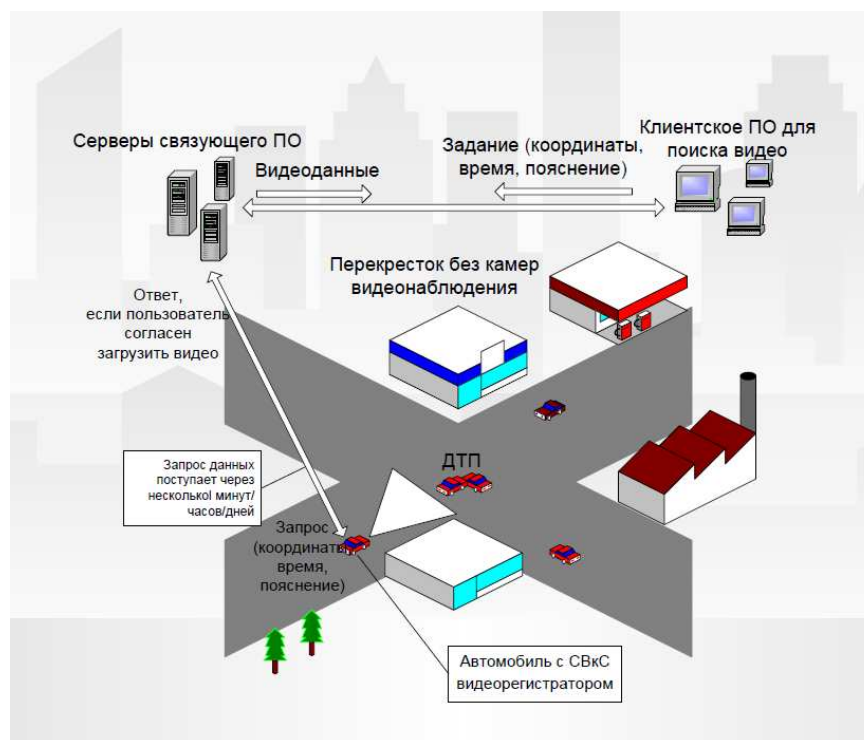 Серверы связующего ПО
Видеоданные
Задание (координаты,
время, пояснение)
Клиентское ПО для
поиска видео
Перекресток без камер
видеонаблюдения
Ответ,
если пользователь
согласен
загрузить видео
Запрос данных
поступает через
несколькой минут/
часов/дней
ДТП
Запрос
(координаты
время,
пояснение)
Автомобиль с СВкС
видеорегистратором